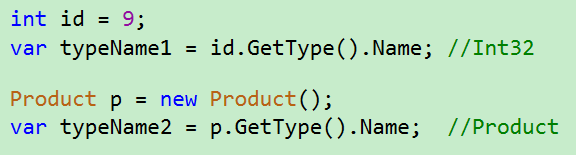 int id = 9;
var typeName1 = id.GetType().Name; //Int32
Product p = new Product();
var typeName2 = p.GetType().Name;  //Product